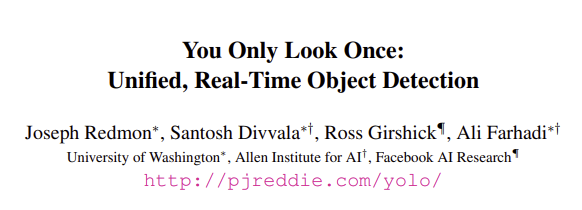 You Only Look Once:
Unified, Real-Time Object Detection
Joseph Redmon*, Santosh Divvala*†, Ross Girshick¶, Ali Farhadi*†
University of Washington*, Allen Institute for AI†, Facebook AI Research¶
http://pjreddie.com/yolo/